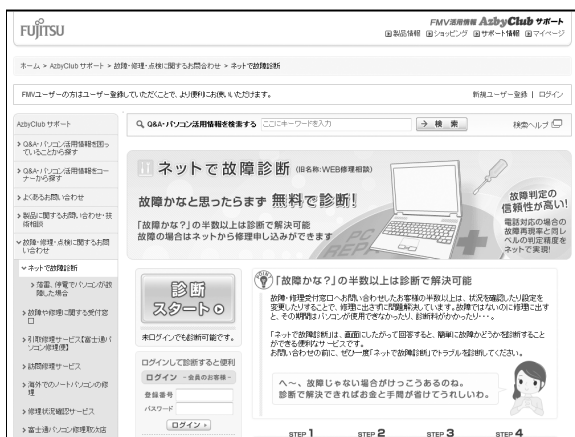 FUJITSU
FMV活用情報 AzbyClub サポート
製品情報 ショッピング サポート情報 マイページ
ホーム > AzbyClub サポート > 故障・修理・点検に関するお問合わせ > ネットで故障診断
FMVユーザーの方はユーザー登録していただくことで、より便利にお使いいただけます。
新規ユーザー登録 | ログイン
AzbyClub サポート
Q&A・パソコン活用情報を検索する ここにキーワードを入力 → 検 索 検索ヘルプ
> Q&A・パソコン活用情報を困っ
ていることから探す
> Q&A・パソコン活用情報をコー
ナーから探す
> よくあるお問い合わせ
> 製品に関するお問い合わせ・技
術相談
故障・修理・点検に関するお問
い合わせ
ネットで故障診断
> 落雷、停電でパソコンが故
障した場合
> 故障や修理に関する受付窓
口
> 引取修理サービス【富士通パ
ソコン修理便】
> 訪問修理サービス
> 海外でのノートパソコンの修
理
> 修理状況確認サービス
> 富士通パソコン修理取次店
ネットで故障診断 (旧名称:WEB修理相談)
故障かなと思ったらまず 無料で診断!
「故障かな?」の半数以上は診断で解決可能
故障の場合はネットから修理申し込みができます
PC
REPAIR
故障判定の
信頼性が高い!
電話対応の場合の
故障再現率と同レ
ベルの判定精度を
ネットで実現!
診断
スタート
未ログインでも診断可能です。
ログインして診断すると便利
ログイン -会員のお客様-
登録番号
パスワード
ログイン
POINT
「故障かな?」の半数以上は診断で解決可能
故障・修理受付窓口へお問い合わせしたお客様の半数以上は、状況を確認したり設定を
変更したりすることで、修理に出さずに問題解決しています。故障ではないのに修理に出す
と、その期間はパソコンが使用できなかったり、診断料がかかったり・・・。
「ネットで故障診断」は、画面にしたがって回答すると、簡単に故障かどうかを診断すること
ができる便利なサービスです。
お問い合わせの前に、ぜひ一度「ネットで故障診断」でトラブルを診断してください。
へ~、故障じゃない場合がけっこうあるのね。
診断で解決できればお金と手間が省けてうれしいわ。
STEP 1 STEP 2 STEP 3 STEP 4